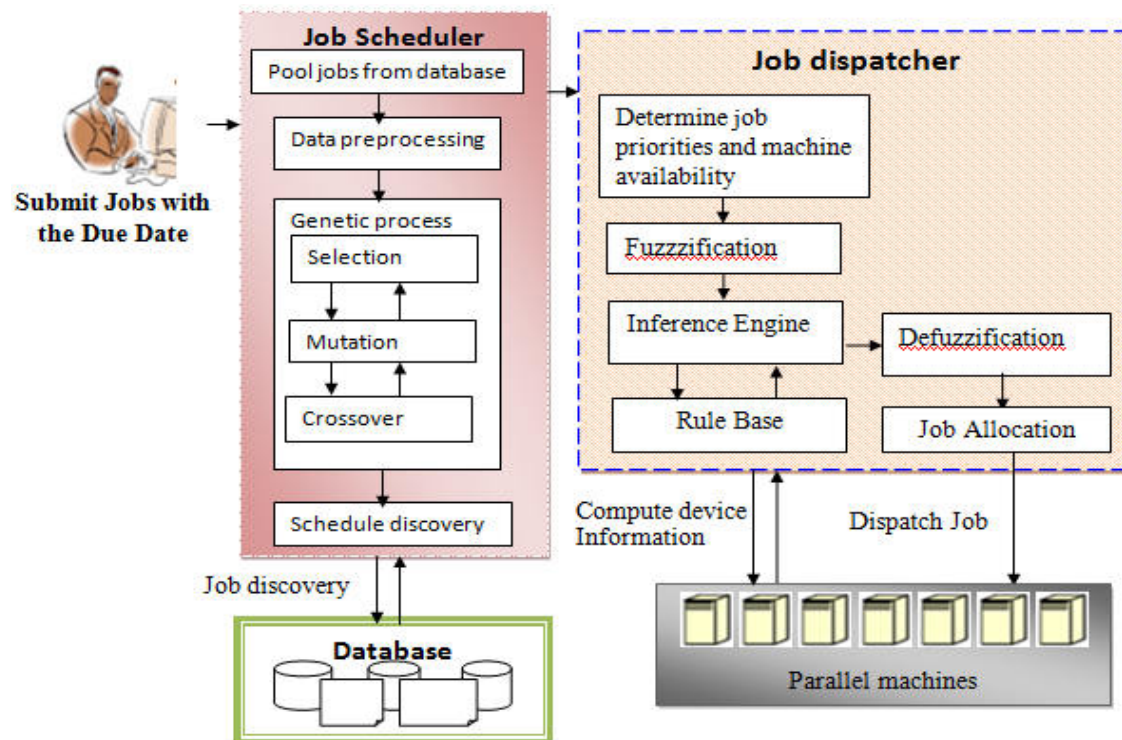 Submit Jobs with
the Due Date
Job Scheduler
Pool jobs from database
Data preprocessing
Genetic process
Selection
Mutation
Crossover
Schedule discovery
Job discovery
Database
Job dispatcher
Determine job
priorities and machine
availability
Fuzzzification
Inference Engine
Rule Base
Defuzzification
Job Allocation
Compute device
Information
Dispatch Job
Parallel machines